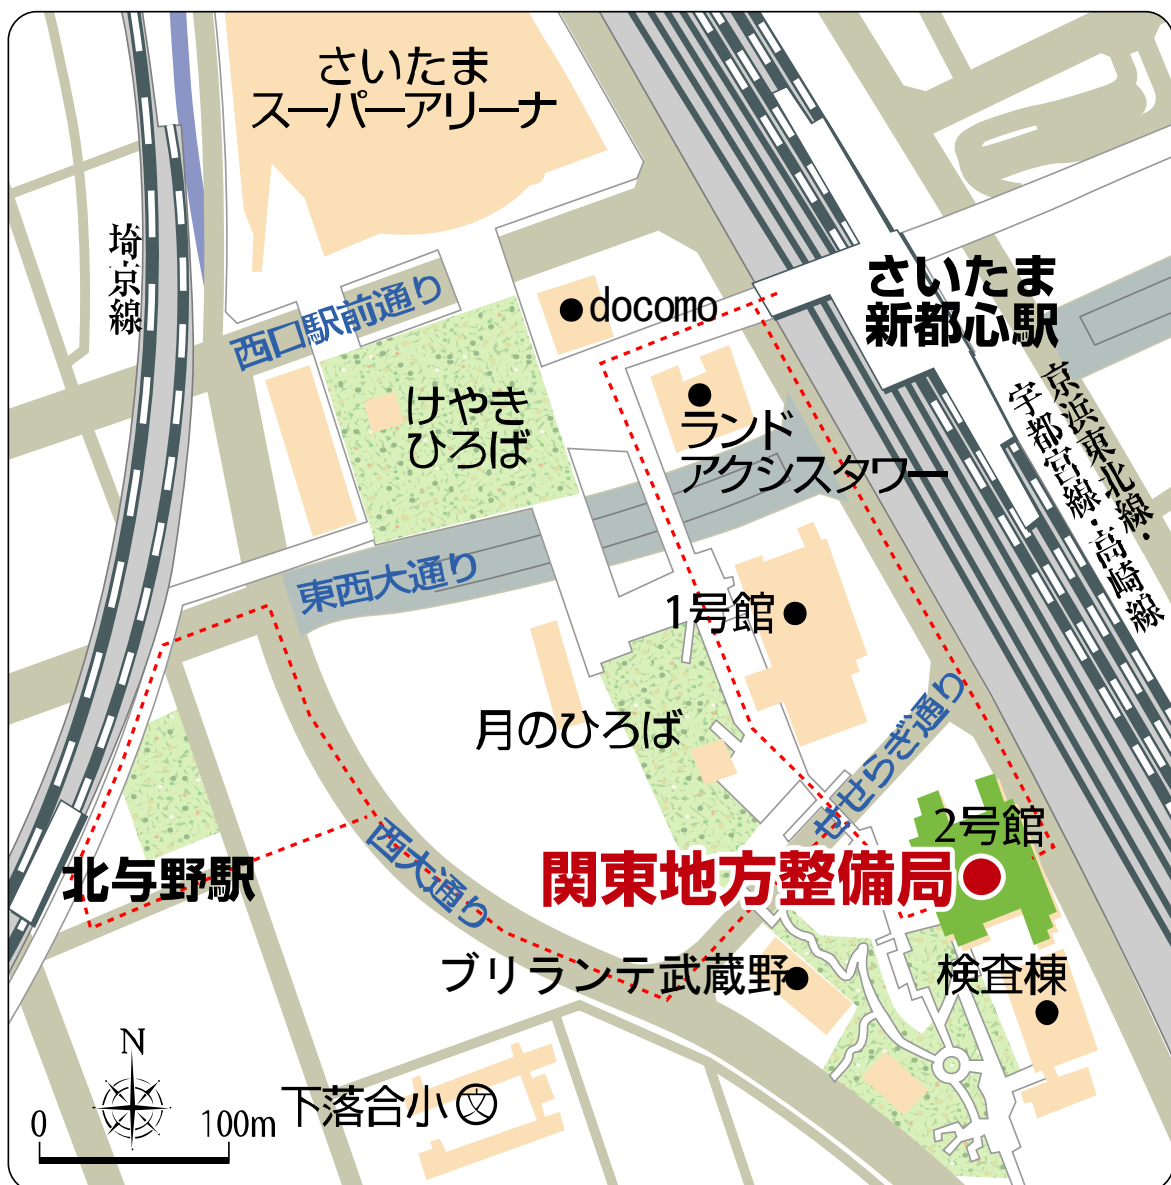 さいたま
スーパーアリーナ
埼京線
西口駅前通り
docomo
さいたま
新都心駅
けやき
ひろば
ランド
アクシスタワー
京浜東北線・
宇都宮線・高崎線
東西大通り
1号館
月のひろば
せせらぎ通り
2号館
北与野駅
西大通り
関東地方整備局
ブリランテ武蔵野
検査棟
N
0
100m
下落合小
文